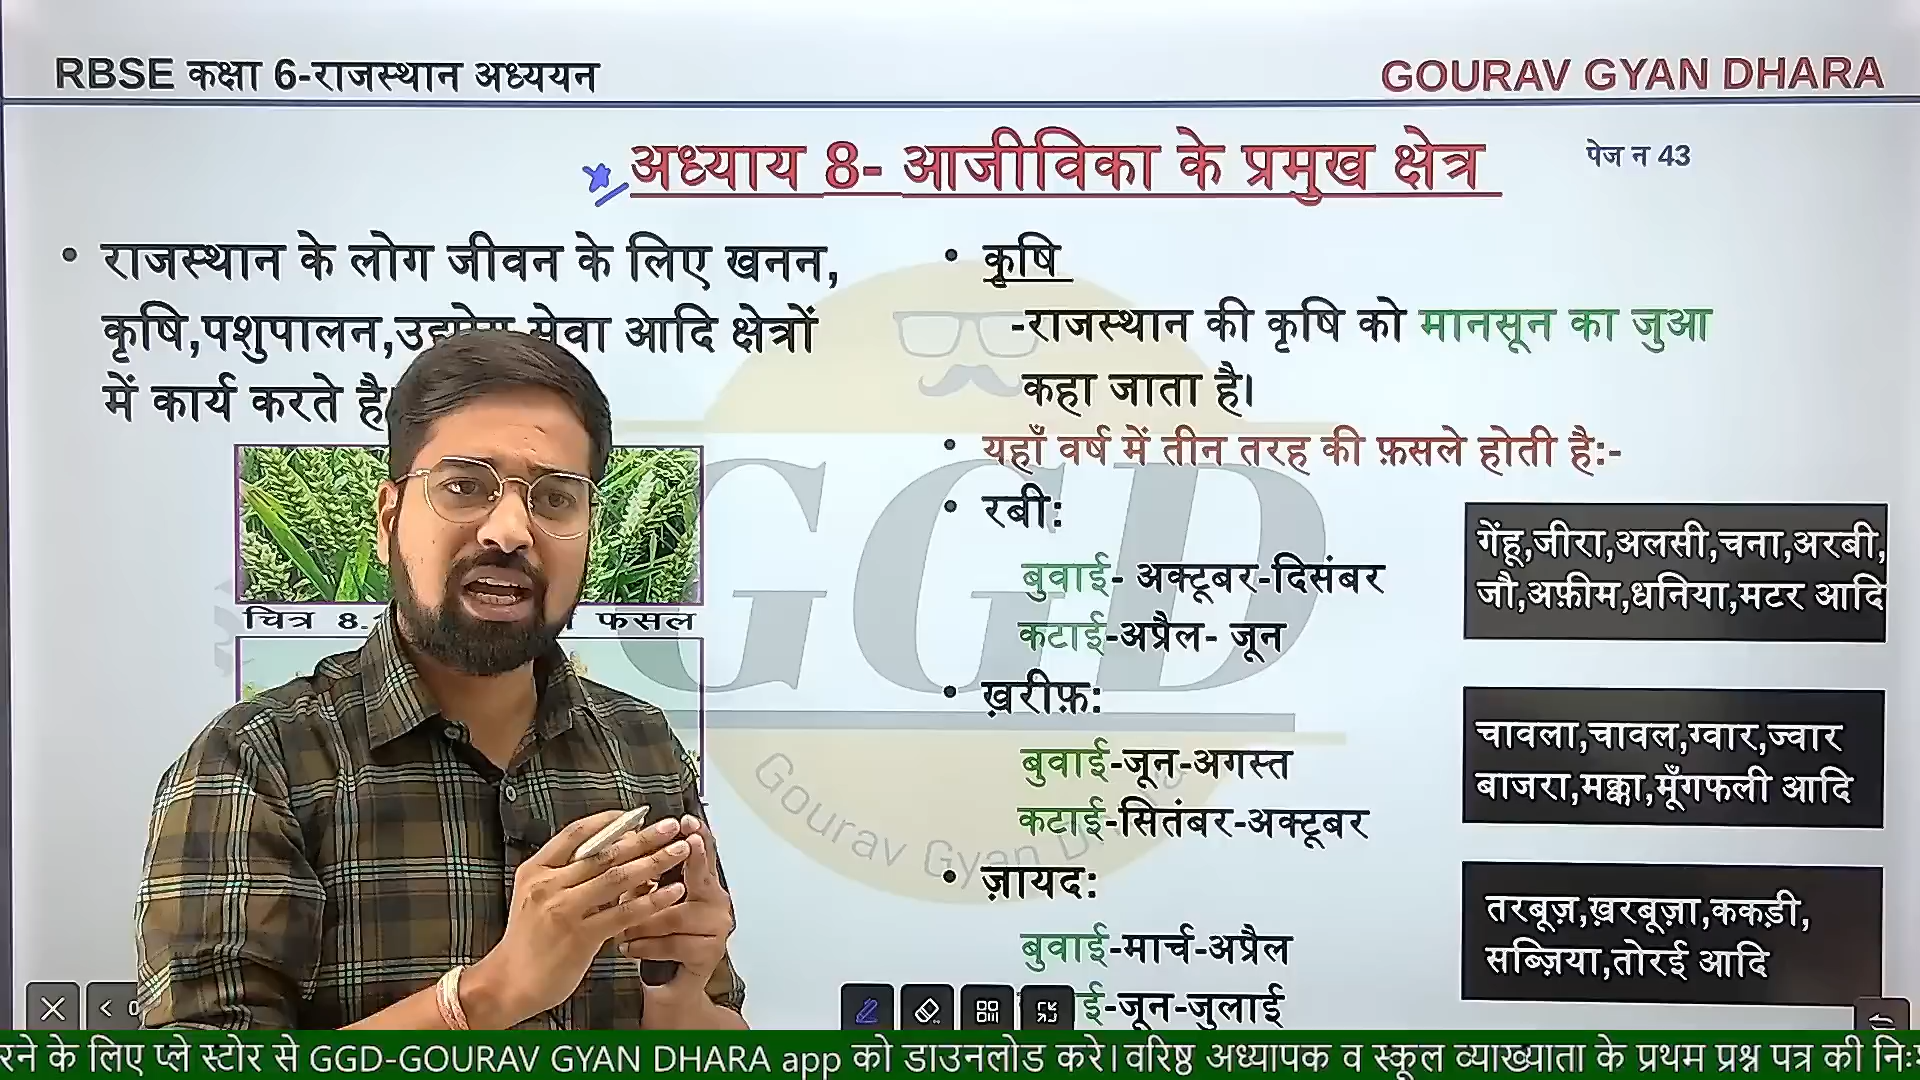 RBSE कक्षा 6-राजस्थान अध्ययन
GOURAV GYAN DHARA
अध्याय 8- आजीविका के प्रमुख क्षेत्र
पेज न 43
• राजस्थान के लोग जीवन के लिए खनन,
कृषि,पशुपालन, सेवा आदि क्षेत्रों
में कार्य करते है
चित्र 8. फसल
• कृषि
-राजस्थान की कृषि को मानसून का जुआ
कहा जाता है।
• यहाँ वर्ष में तीन तरह की फ़सले होती है:-
• रबी:
बुवाई- अक्टूबर-दिसंबर
कटाई-अप्रैल- जून
गेंहू,जीरा,अलसी,चना,अरबी,
जौ,अफ़ीम,धनिया,मटर आदि
• ख़रीफ़:
बुवाई-जून-अगस्त
कटाई-सितंबर-अक्टूबर
चावला,चावल,ग्वार,ज्वार
बाजरा,मक्का,मूँगफली आदि
• ज़ायद:
बुवाई-मार्च-अप्रैल
ई-जून-जुलाई
तरबूज़,ख़रबूज़ा,ककड़ी,
सब्ज़िया,तोरई आदि
GGD
Gourav Gyan
रने के लिए प्ले स्टोर से GGD-GOURAV GYAN DHARA app को डाउनलोड करे। वरिष्ठ अध्यापक व स्कूल व्याख्याता के प्रथम प्रश्न पत्र की